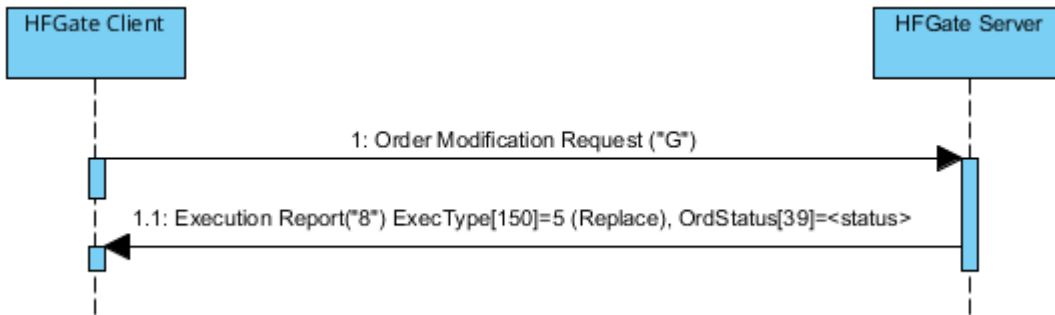 HFGate Client
HFGate Server
1: Order Modification Request ("G")
1.1: Execution Report("8") ExecType[150]=5 (Replace), OrdStatus[39]=<status>